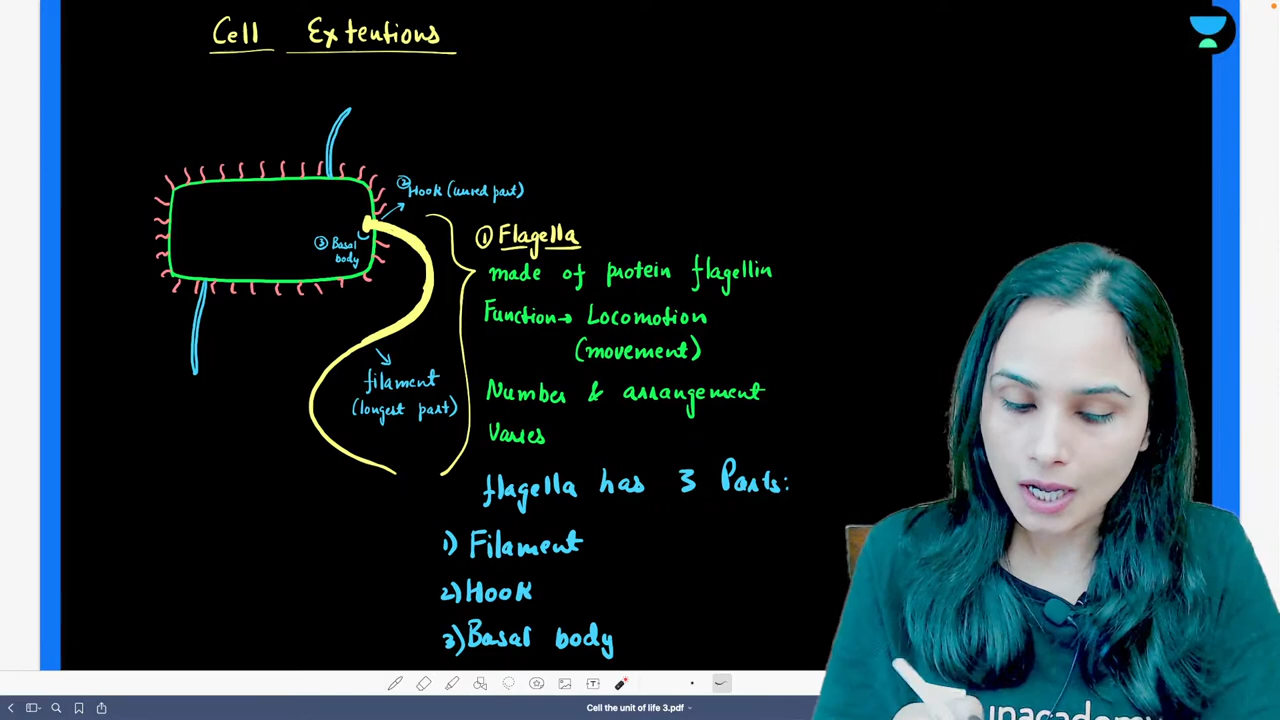 Cell Extentions
② Hook (curved part)
③ Basal
body
filament
(longest part)
① Flagella
made of protein flagellin
Function → Locomotion
(movement)
Number & arrangement
Varies
flagella has 3 Parts:
1) Filament
2) Hook
3) Basal body
unacademy
Cell the unit of life 3.pdf